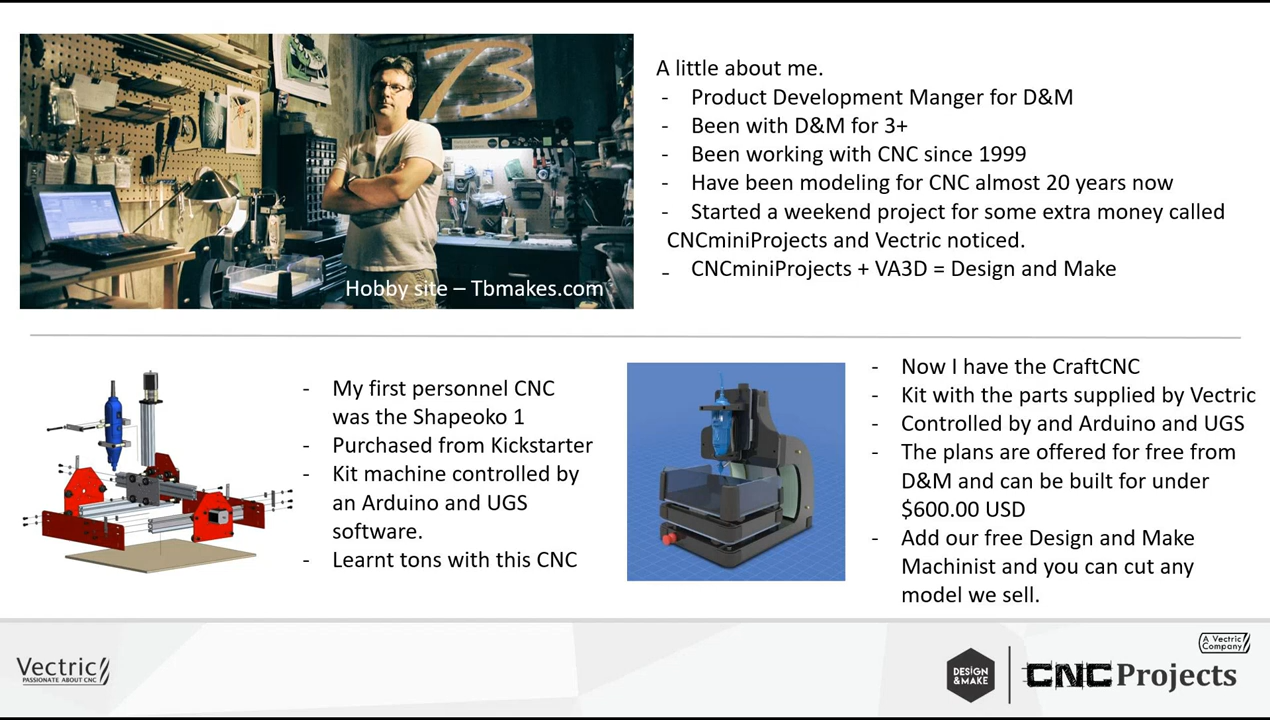 A little about me.
- Product Development Manger for D&M
- Been with D&M for 3+
- Been working with CNC since 1999
- Have been modeling for CNC almost 20 years now
- Started a weekend project for some extra money called
CNCminiProjects and Vectric noticed.
- CNCminiProjects + VA3D = Design and Make
TB
Hobby site – Tbmakes.com
- My first personnel CNC
was the Shapeoko 1
- Purchased from Kickstarter
- Kit machine controlled by
an Arduino and UGS
software.
- Learnt tons with this CNC
- Now I have the CraftCNC
- Kit with the parts supplied by Vectric
- Controlled by and Arduino and UGS
- The plans are offered for free from
D&M and can be built for under
$600.00 USD
- Add our free Design and Make
Machinist and you can cut any
model we sell.
Vectric
PASSIONATE ABOUT CNC
DESIGN
&MAKE
CNC Projects
A Vectric
Company